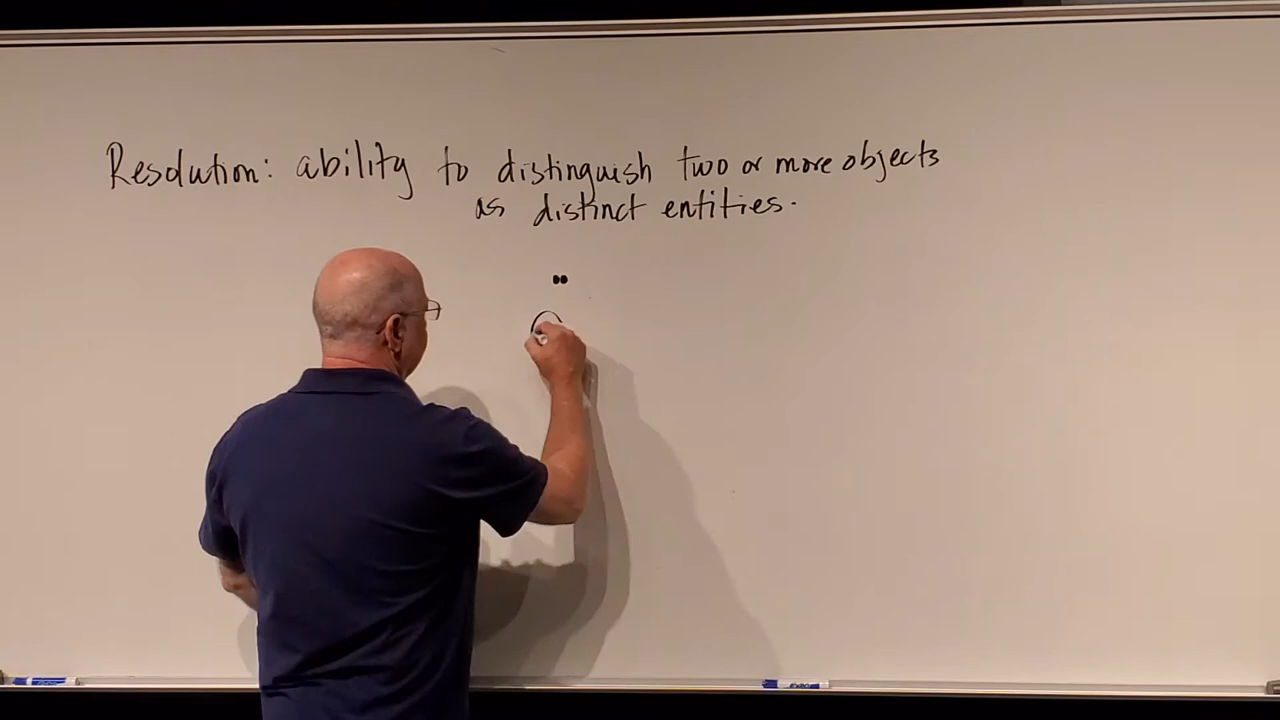 Resolution: ability to distinguish two or more objects
as distinct entities.